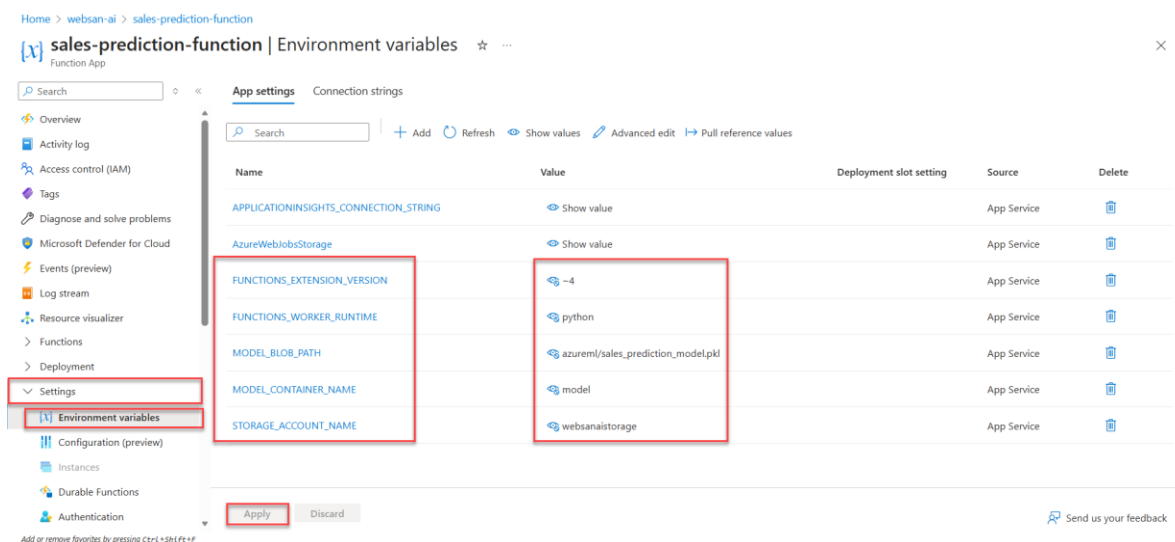 Home > websan-ai > sales-prediction-function
sales-prediction-function | Environment variables
Function App
Search
Overview
Activity log
Access control (IAM)
Tags
Diagnose and solve problems
Microsoft Defender for Cloud
Events (preview)
Log stream
Resource visualizer
Functions
Deployment
Settings
Environment variables
Configuration (preview)
Instances
Durable Functions
Authentication
Add or remove favorites by pressing Ctrl+Shift+F
App settings Connection strings
Search Add Refresh Show values Advanced edit Pull reference values
Name Value Deployment slot setting Source Delete
APPLICATIONINSIGHTS_CONNECTION_STRING Show value App Service
AzureWebJobsStorage Show value App Service
FUNCTIONS_EXTENSION_VERSION ~4 App Service
FUNCTIONS_WORKER_RUNTIME python App Service
MODEL_BLOB_PATH azureml/sales_prediction_model.pkl App Service
MODEL_CONTAINER_NAME model App Service
STORAGE_ACCOUNT_NAME websanaistorage App Service
Apply Discard
Send us your feedback